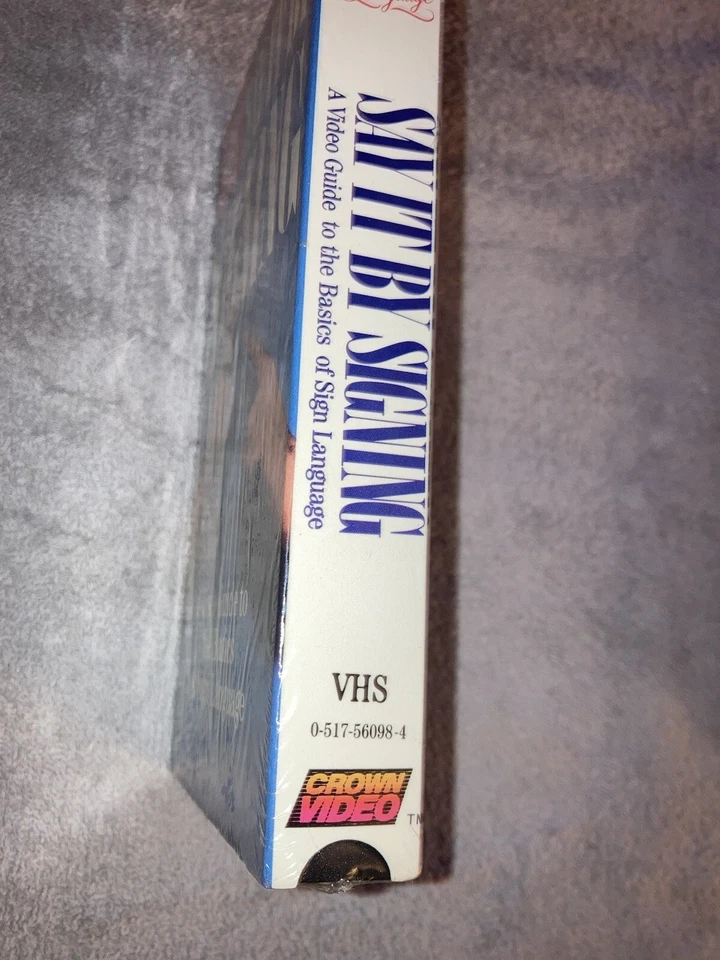 SAY IT BY SIGNING
A Video Guide to the Basics of Sign Language
VHS
0-517-56098-4
CROWN
VIDEO
TM